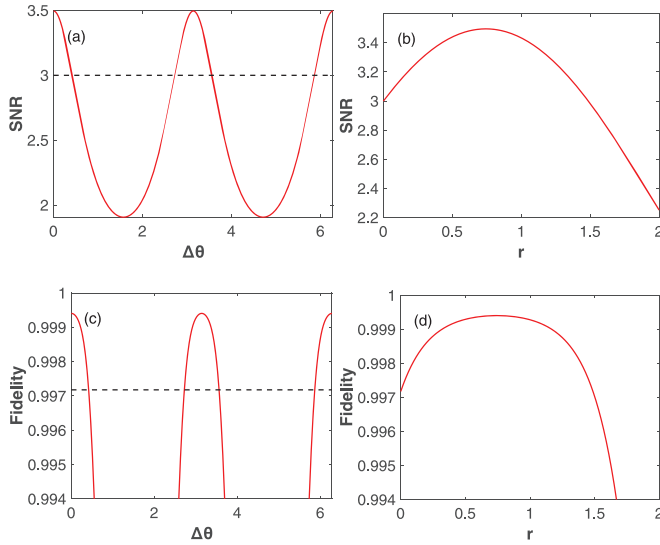 (a)
SNR
3.5
3
2.5
2
0 2 4 6
Δθ
(b)
SNR
3.4
3.2
3
2.8
2.6
2.4
2.2
0 0.5 1 1.5 2
r
(c)
Fidelity
1
0.999
0.998
0.997
0.996
0.995
0.994
0 2 4 6
Δθ
(d)
Fidelity
1
0.999
0.998
0.997
0.996
0.995
0.994
0 0.5 1 1.5 2
r